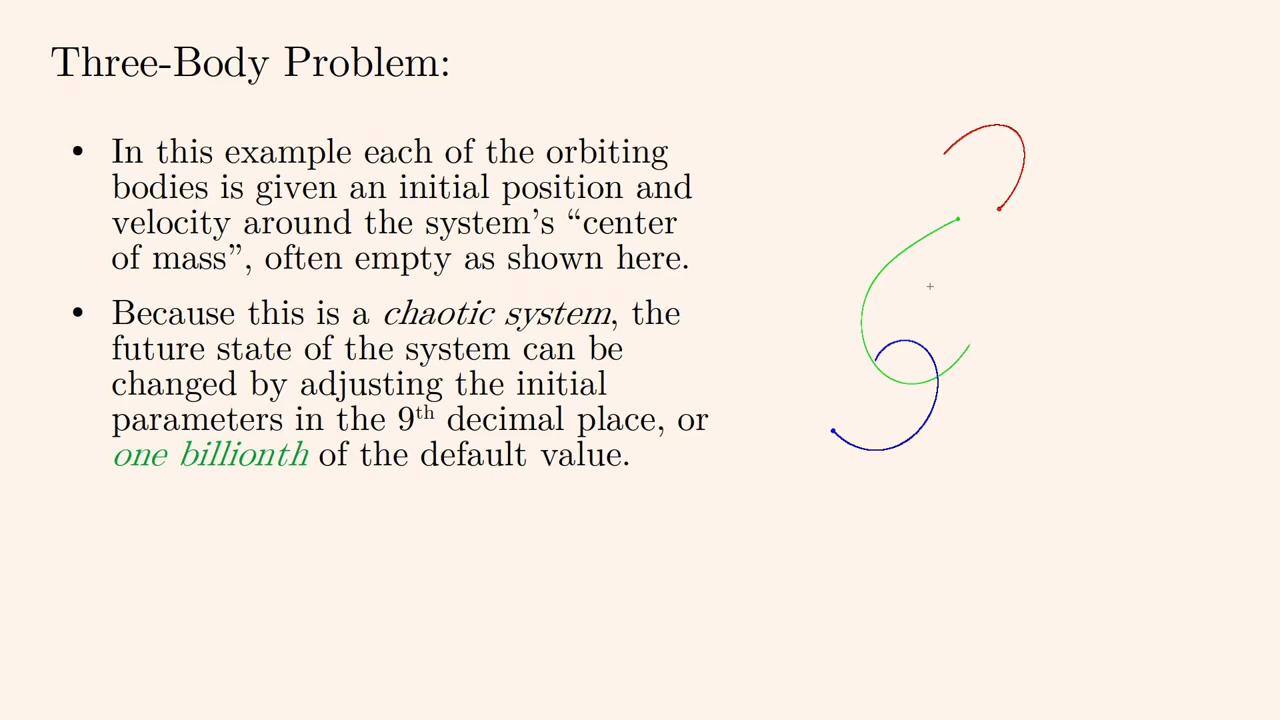 Three-Body Problem:
• In this example each of the orbiting
bodies is given an initial position and
velocity around the system’s “center
of mass”, often empty as shown here.
• Because this is a chaotic system, the
future state of the system can be
changed by adjusting the initial
parameters in the 9th decimal place, or
one billionth of the default value.